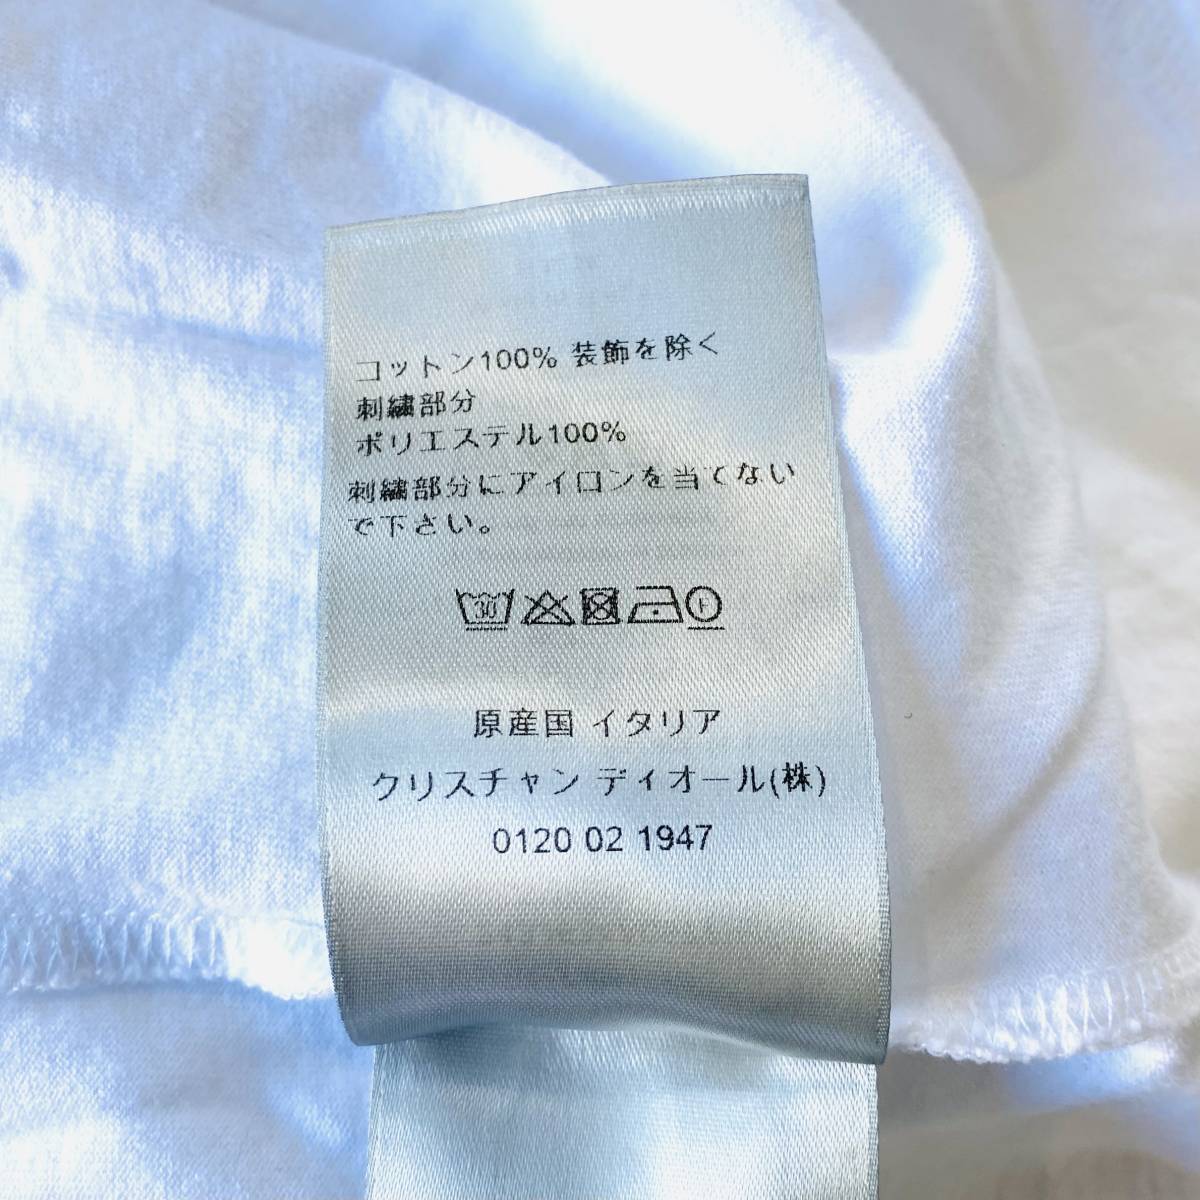 コットン100% 装飾を除く
刺繍部分
ポリエステル100%
刺繍部分にアイロンを当てない
で下さい。
30 F
原産国 イタリア
クリスチャン ディオール(株)
0120 02 1947